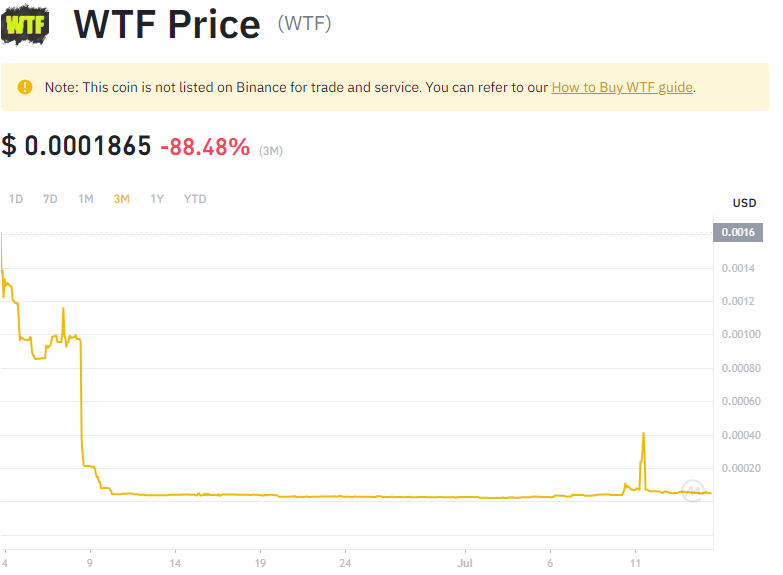 WTF WTF Price (WTF)
Note: This coin is not listed on Binance for trade and service. You can refer to our How to Buy WTF guide.
$ 0.0001865 -88.48% (3M)
1D 7D 1M 3M 1Y YTD
USD
0.0016
0.0014
0.0012
0.00100
0.00080
0.00060
0.00040
0.00020
4 9 14 19 24 Jul 6 11